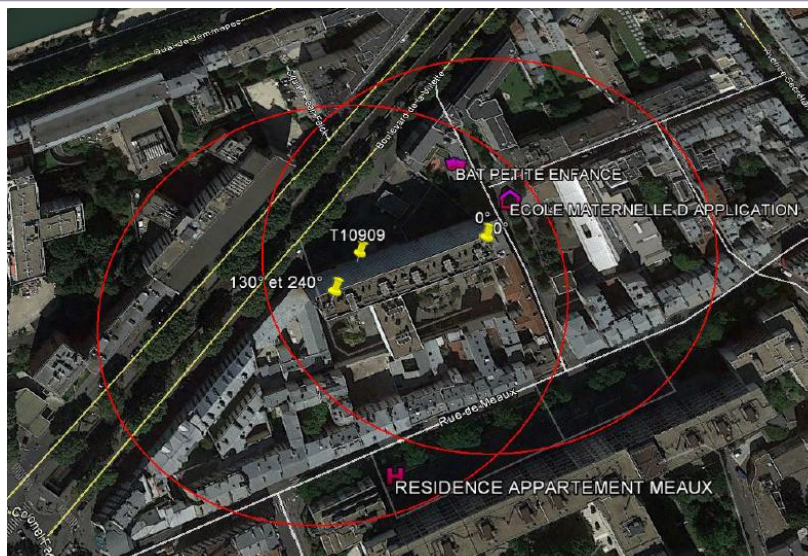 Quai de Jemmapes
Boulevard de la Villette
BAT PETITE ENFANCE
ECOLE MATERNELLE D APPLICATION
0°
0°
T10909
130° et 240°
Rue de Meaux
RESIDENCE APPARTEMENT MEAUX